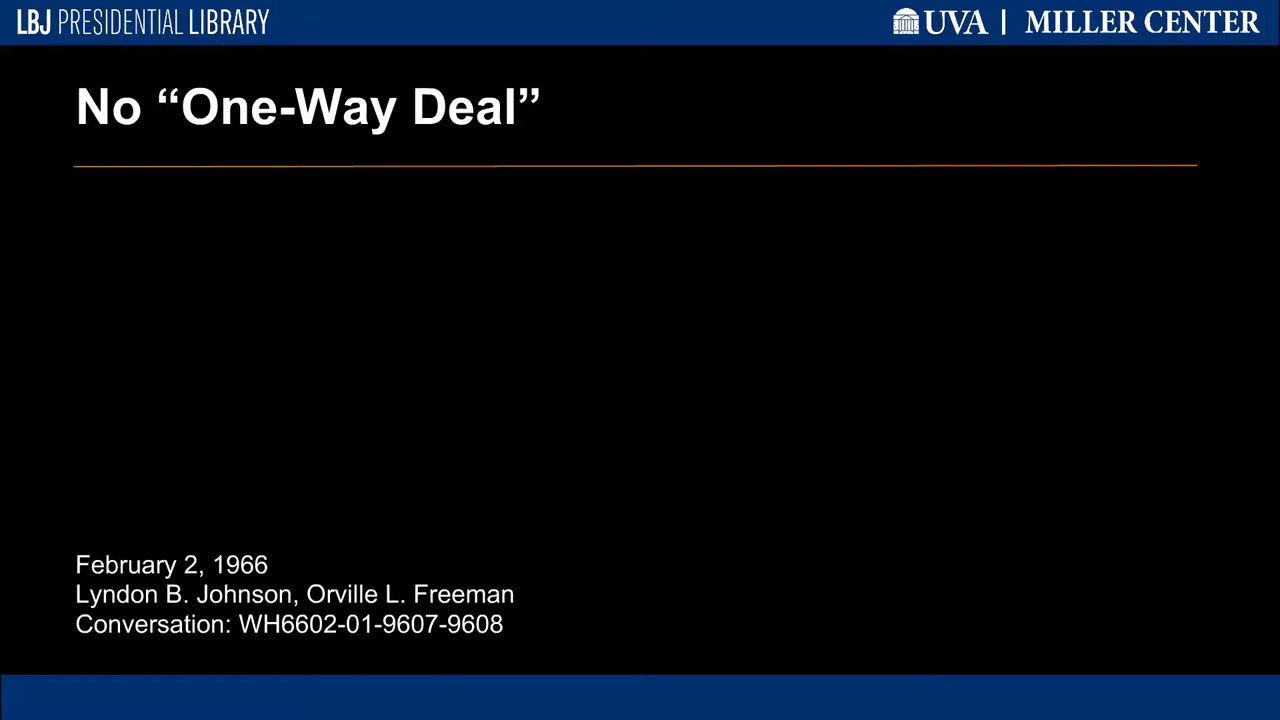 LBJ PRESIDENTIAL LIBRARY
UVA | MILLER CENTER
No “One-Way Deal”
February 2, 1966
Lyndon B. Johnson, Orville L. Freeman
Conversation: WH6602-01-9607-9608